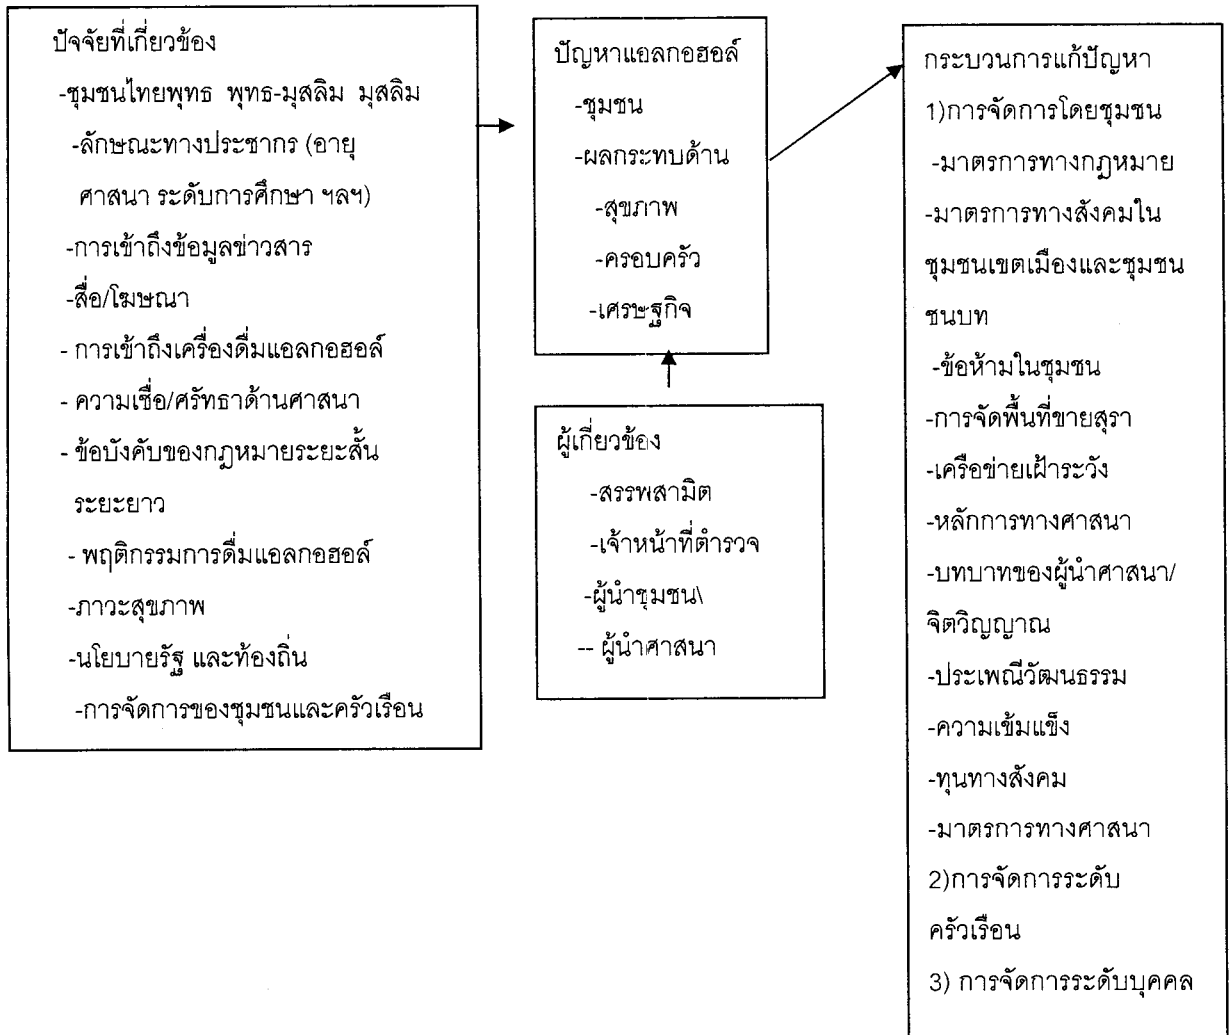 ปัจจัยที่เกี่ยวข้อง
-ชุมชนไทยพุทธ พุทธ-มุสลิม มุสลิม
-ลักษณะทางประชากร (อายุ
ศาสนา ระดับการศึกษา ฯลฯ)
-การเข้าถึงข้อมูลข่าวสาร
-สื่อ/โฆษณา
- การเข้าถึงเครื่องดื่มแอลกอฮอล์
- ความเชื่อ/ศรัทธาด้านศาสนา
- ข้อบังคับของกฎหมายระยะสั้น
ระยะยาว
- พฤติกรรมการดื่มแอลกอฮอล์
-ภาวะสุขภาพ
-นโยบายรัฐ และท้องถิ่น
-การจัดการของชุมชนและครัวเรือน
ปัญหาแอลกอฮอล์
-ชุมชน
-ผลกระทบด้าน
-สุขภาพ
-ครอบครัว
-เศรษฐกิจ
ผู้เกี่ยวข้อง
-สรรพสามิต
-เจ้าหน้าที่ตำรวจ
-ผู้นำชุมชน\
-- ผู้นำศาสนา
กระบวนการแก้ปัญหา
1)การจัดการโดยชุมชน
-มาตรการทางกฎหมาย
-มาตรการทางสังคมใน
ชุมชนเขตเมืองและชุมชน
ชนบท
-ข้อห้ามในชุมชน
-การจัดพื้นที่ขายสุรา
-เครือข่ายเฝ้าระวัง
-หลักการทางศาสนา
-บทบาทของผู้นำศาสนา/
จิตวิญญาณ
-ประเพณีวัฒนธรรม
-ความเข้มแข็ง
-ทุนทางสังคม
-มาตรการทางศาสนา
2)การจัดการระดับ
ครัวเรือน
3) การจัดการระดับบุคคล